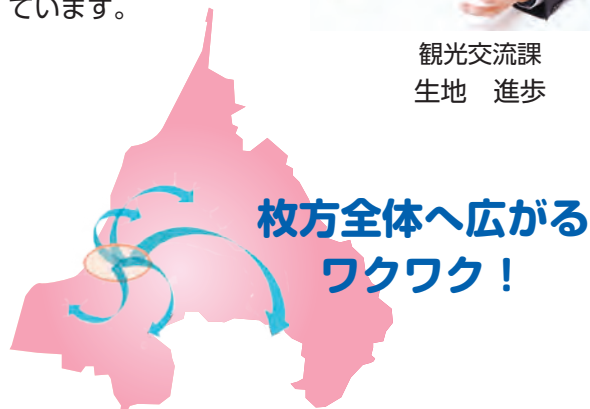 ています。
観光交流課
生地　進歩
枚方全体へ広がる
ワクワク！